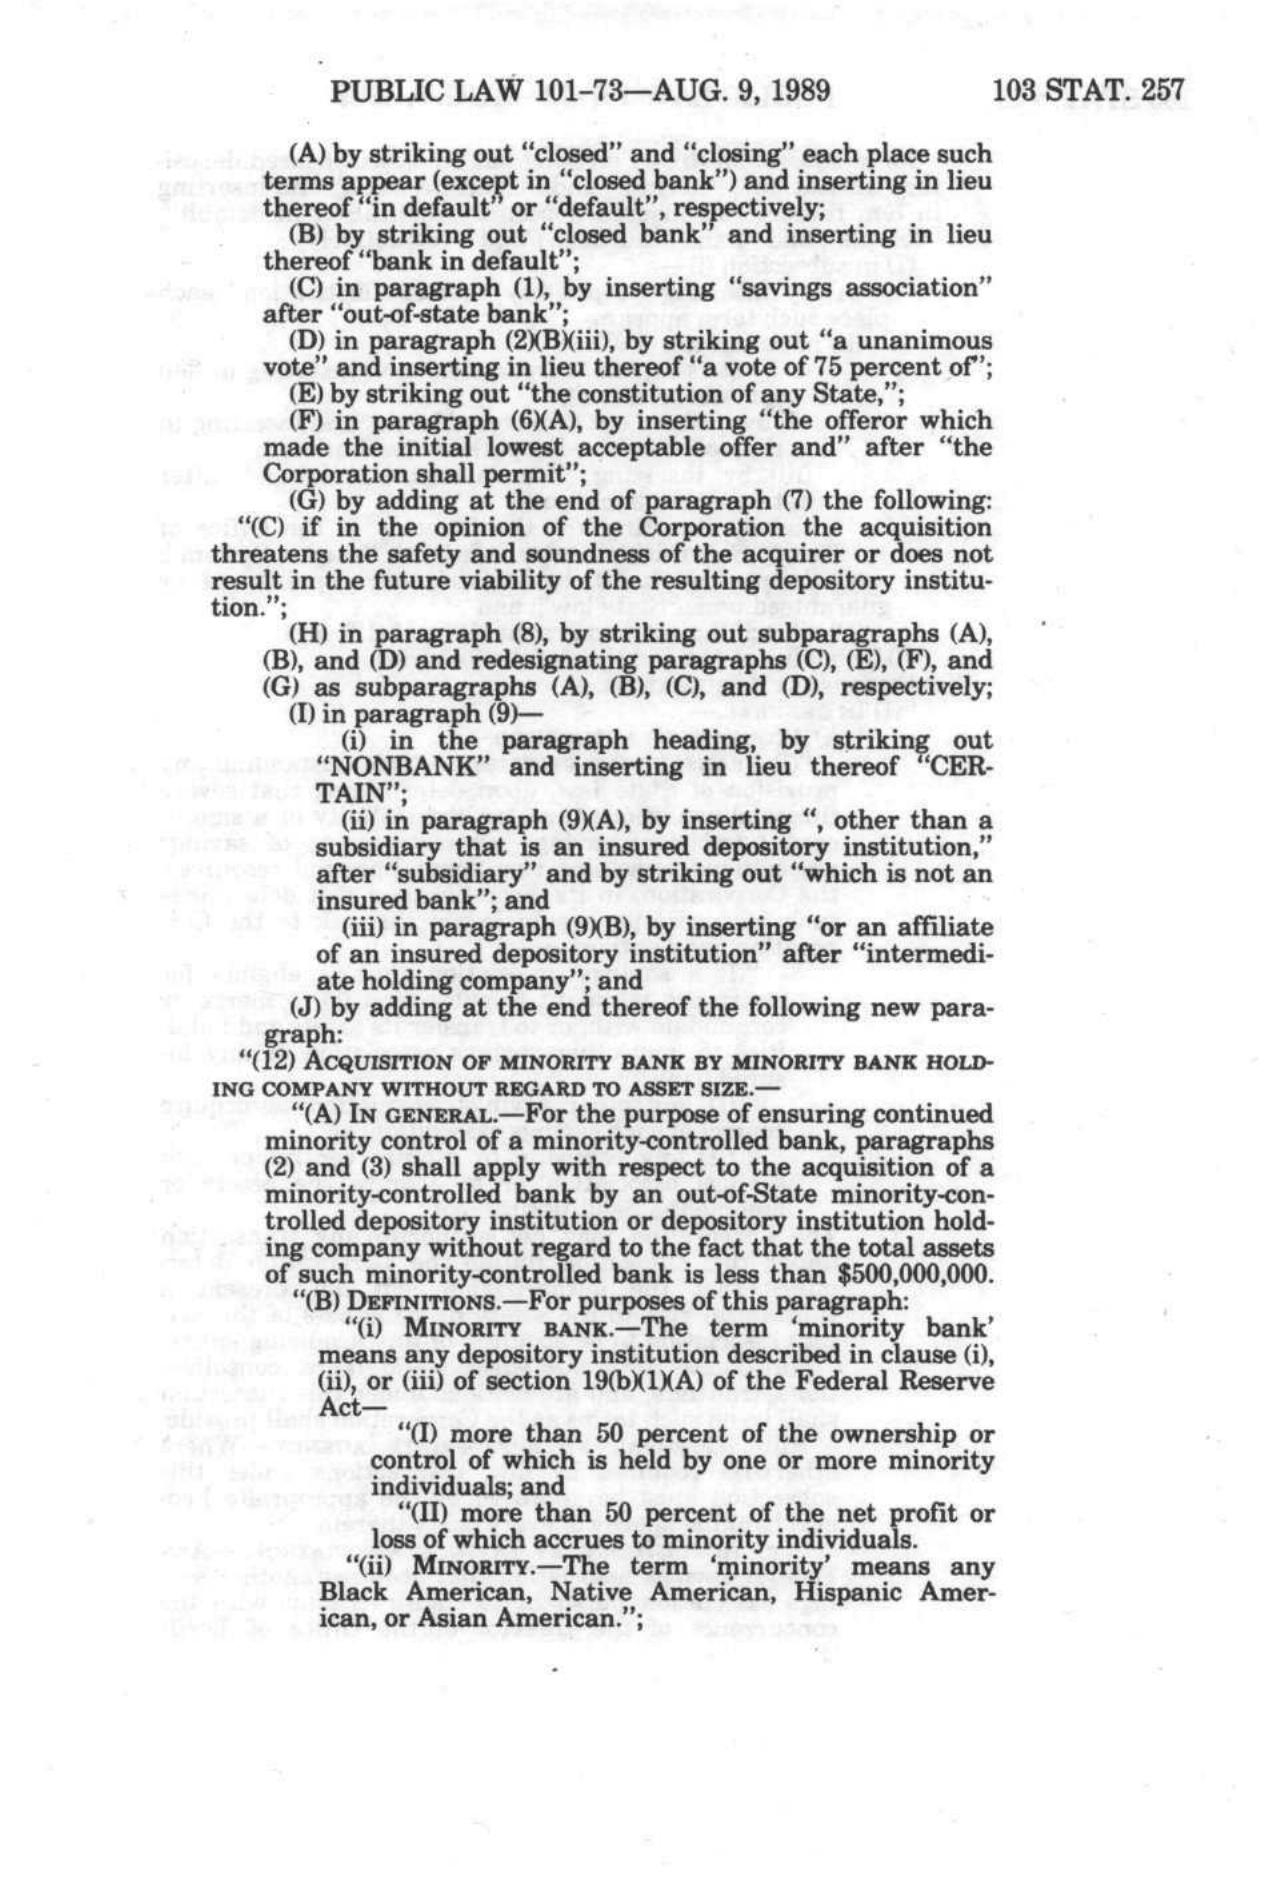 PUBLIC LAW 101-73—AUG. 9, 1989 103 STAT. 257
(A) by striking out “closed” and “closing” each place such
terms appear (except in “closed bank”) and inserting in lieu
thereof “in default” or “default”, respectively;
(B) by striking out “closed bank” and inserting in lieu
thereof “bank in default”;
(C) in paragraph (1), by inserting “savings association”
after “out-of-state bank”;
(D) in paragraph (2)(B)(iii), by striking out “a unanimous
vote” and inserting in lieu thereof “a vote of 75 percent of”;
(E) by striking out “the constitution of any State,”;
(F) in paragraph (6)(A), by inserting “the offeror which
made the initial lowest acceptable offer and” after “the
Corporation shall permit”;
(G) by adding at the end of paragraph (7) the following:
“(C) if in the opinion of the Corporation the acquisition
threatens the safety and soundness of the acquirer or does not
result in the future viability of the resulting depository institu-
tion.”;
(H) in paragraph (8), by striking out subparagraphs (A),
(B), and (D) and redesignating paragraphs (C), (E), (F), and
(G) as subparagraphs (A), (B), (C), and (D), respectively;
(I) in paragraph (9)—
(i) in the paragraph heading, by striking out
“NONBANK” and inserting in lieu thereof “CER-
TAIN”;
(ii) in paragraph (9)(A), by inserting “, other than a
subsidiary that is an insured depository institution,”
after “subsidiary” and by striking out “which is not an
insured bank”; and
(iii) in paragraph (9)(B), by inserting “or an affiliate
of an insured depository institution” after “intermedi-
ate holding company”; and
(J) by adding at the end thereof the following new para-
graph:
“(12) ACQUISITION OF MINORITY BANK BY MINORITY BANK HOLD-
ING COMPANY WITHOUT REGARD TO ASSET SIZE.—
“(A) IN GENERAL.—For the purpose of ensuring continued
minority control of a minority-controlled bank, paragraphs
(2) and (3) shall apply with respect to the acquisition of a
minority-controlled bank by an out-of-State minority-con-
trolled depository institution or depository institution hold-
ing company without regard to the fact that the total assets
of such minority-controlled bank is less than $500,000,000.
“(B) DEFINITIONS.—For purposes of this paragraph:
“(i) MINORITY BANK.—The term ‘minority bank’
means any depository institution described in clause (i),
(ii), or (iii) of section 19(b)(1)(A) of the Federal Reserve
Act—
“(I) more than 50 percent of the ownership or
control of which is held by one or more minority
individuals; and
“(II) more than 50 percent of the net profit or
loss of which accrues to minority individuals.
“(ii) MINORITY.—The term ‘minority’ means any
Black American, Native American, Hispanic Amer-
ican, or Asian American.”;